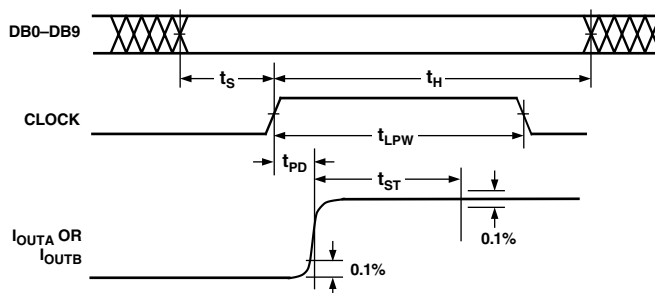 DB0–DB9
tS
tH
CLOCK
tLPW
tPD
tST
IOUTA OR
IOUTB
0.1%
0.1%